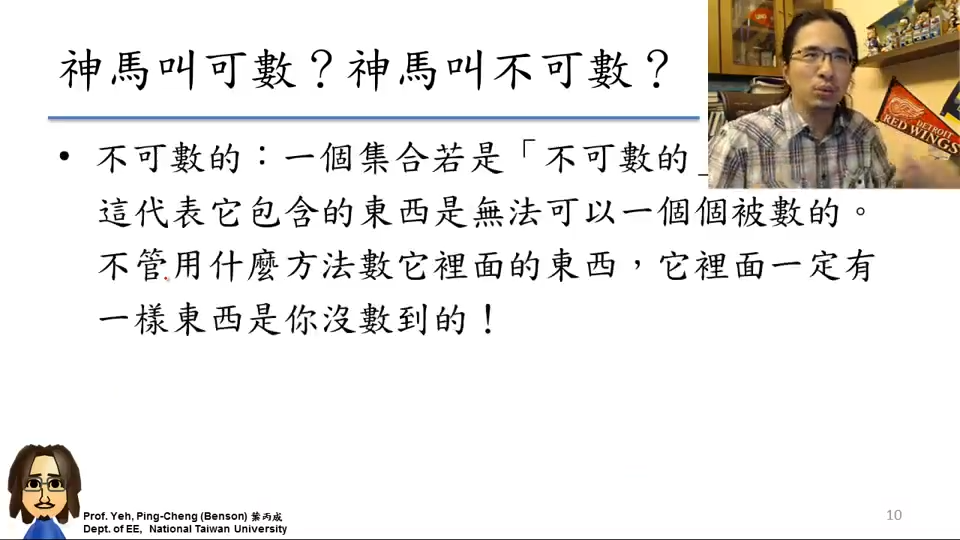 神馬叫可數？神馬叫不可數？
• 不可數的：一個集合若是「不可數的」
這代表它包含的東西是無法可以一個個被數的。
不管用什麼方法數它裡面的東西，它裡面一定有
一樣東西是你沒數到的！
DETROIT
RED WINGS
Prof. Yeh, Ping-Cheng (Benson) 葉丙成
Dept. of EE, National Taiwan University
10